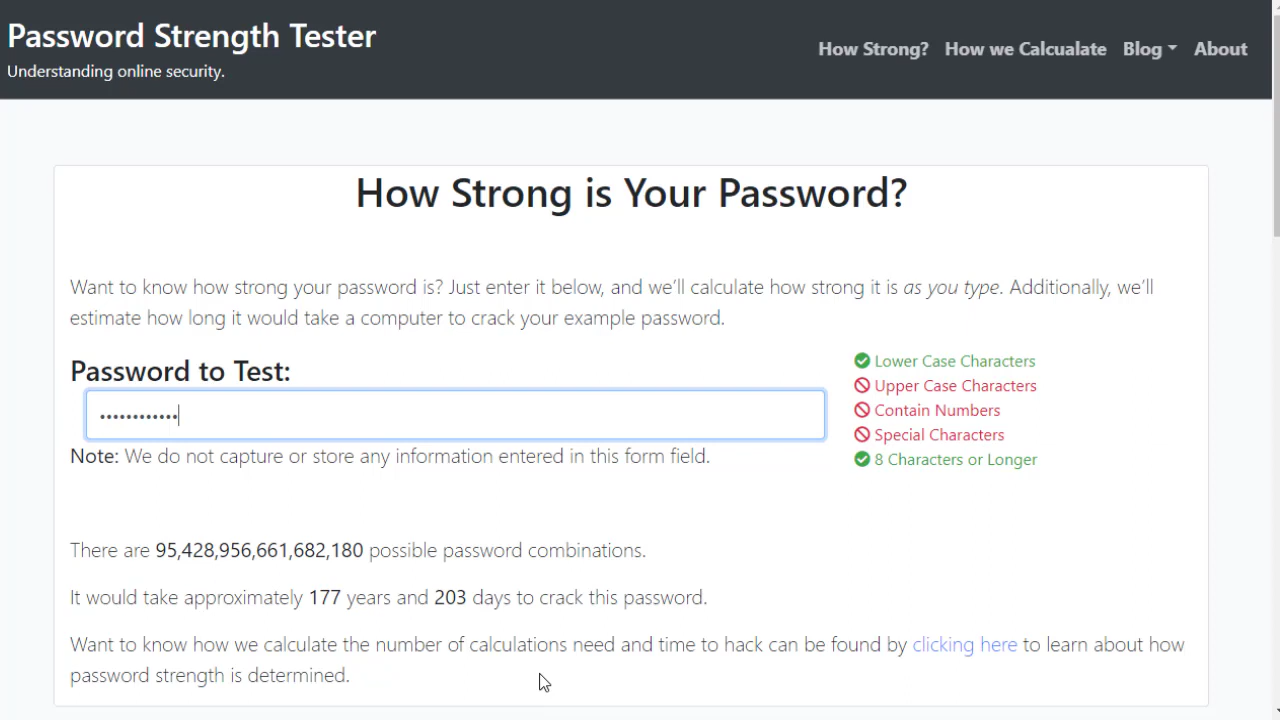 Password Strength Tester
Understanding online security.
How Strong? How we Calcualate Blog About
How Strong is Your Password?
Want to know how strong your password is? Just enter it below, and we'll calculate how strong it is as you type. Additionally, we'll
estimate how long it would take a computer to crack your example password.
Password to Test:
••••••••••••
Note: We do not capture or store any information entered in this form field.
Lower Case Characters
Upper Case Characters
Contain Numbers
Special Characters
8 Characters or Longer
There are 95,428,956,661,682,180 possible password combinations.
It would take approximately 177 years and 203 days to crack this password.
Want to know how we calculate the number of calculations need and time to hack can be found by clicking here to learn about how
password strength is determined.